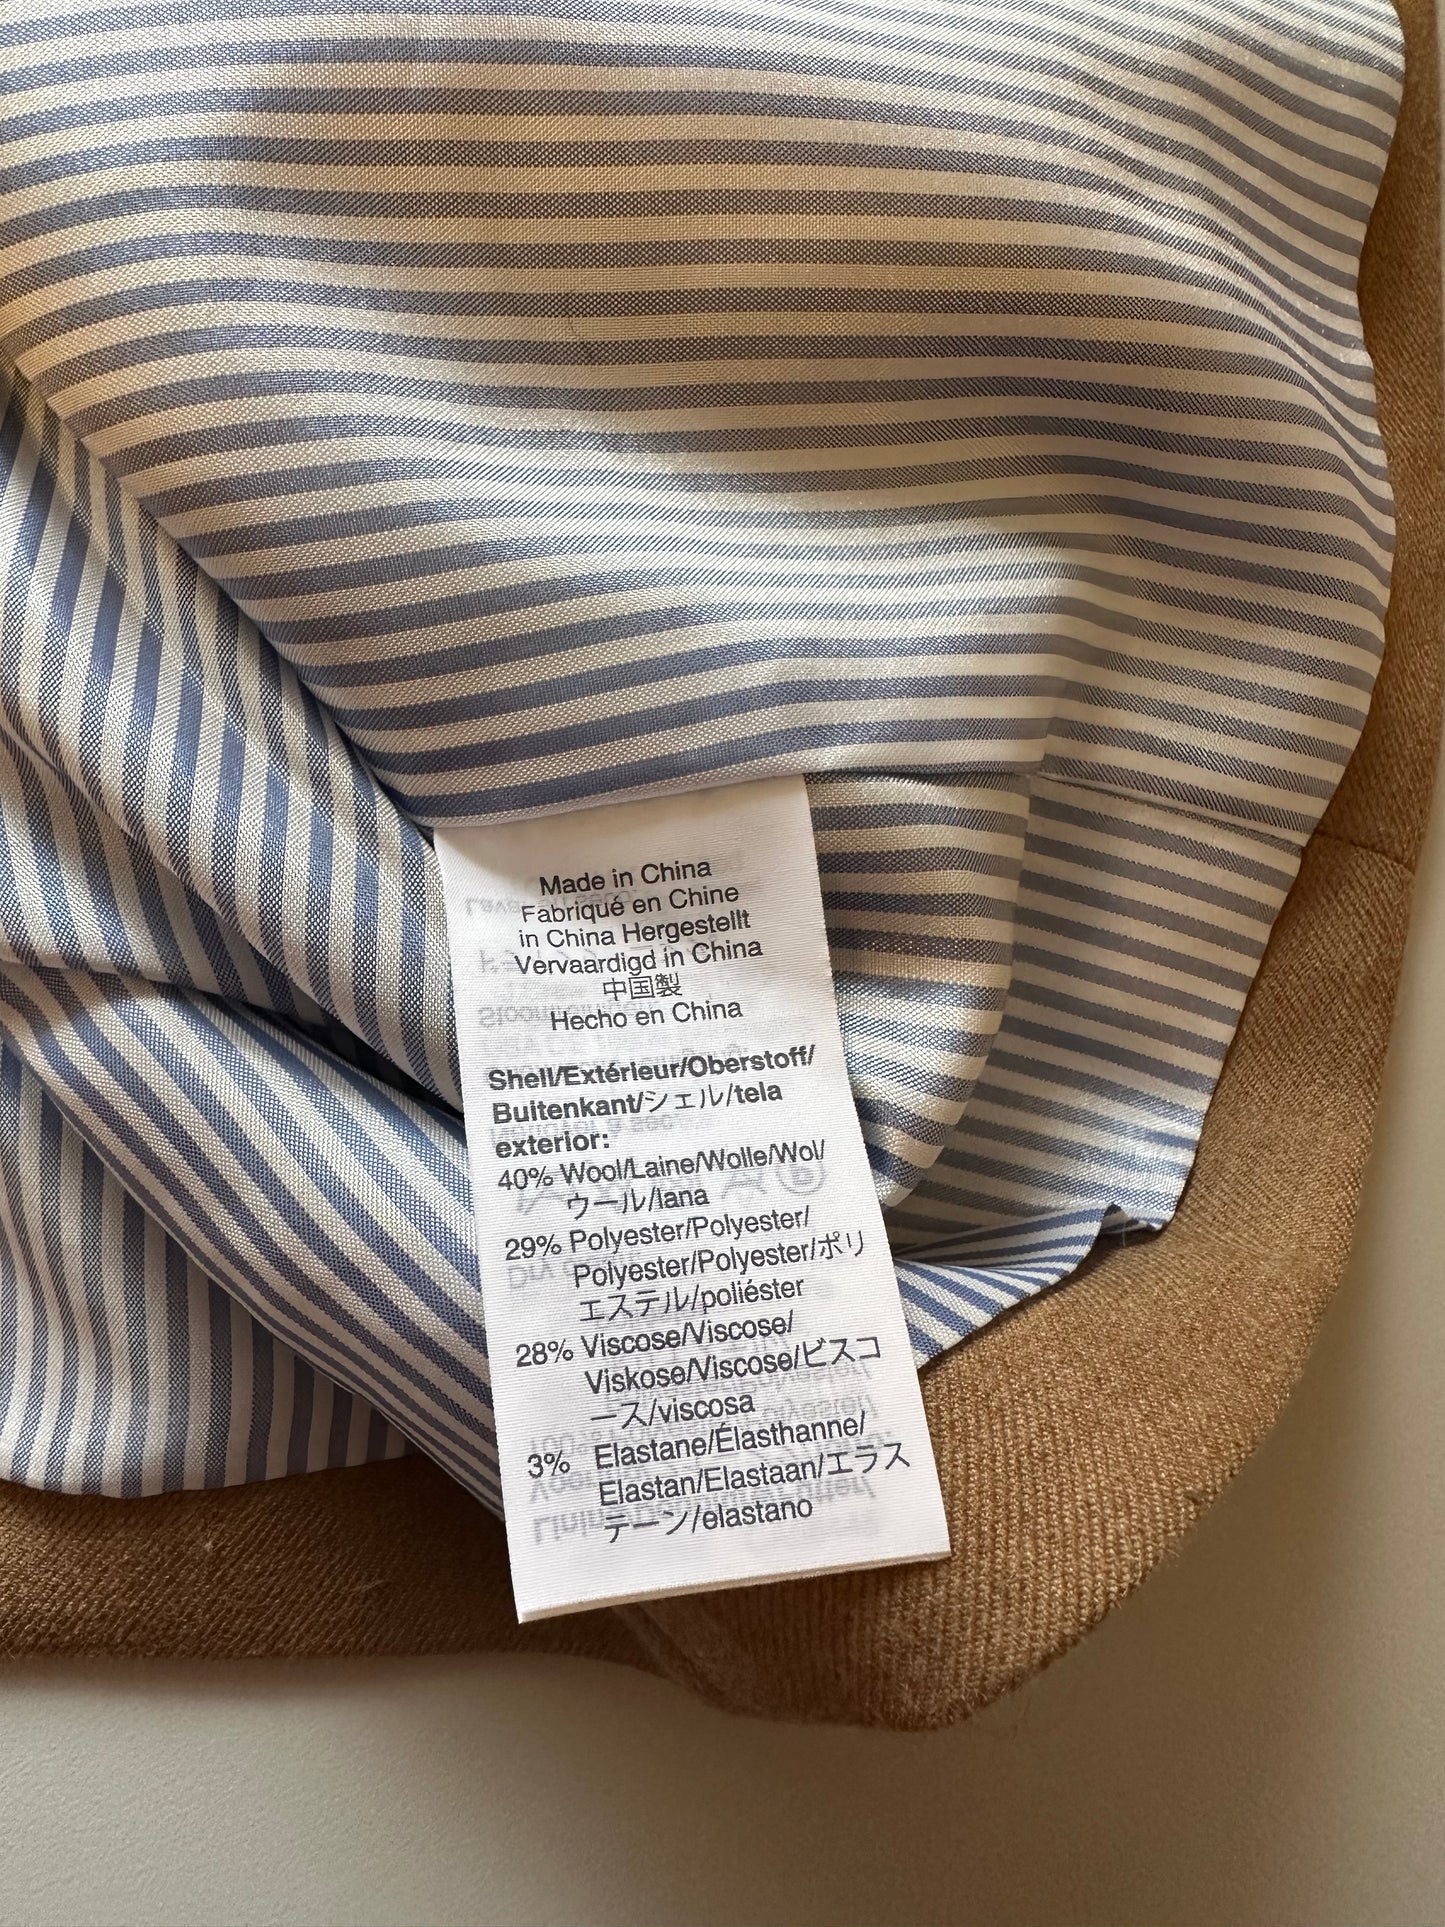 Made in China
Fabriqué en Chine
in China Hergestellt
Vervaardigd in China
中国製
Hecho en China
Shell/Extérieur/Oberstoff/
Buitenkant/シェル/tela
exterior:
40% Wool/Laine/Wolle/Wol/
ウール/lana
29% Polyester/Polyester/
Polyester/Polyester/ポリ
エステル/poliéster
28% Viscose/Viscose/
Viskose/Viscose/ビスコ
ース/viscosa
3% Elastane/Élasthanne/
Elastan/Elastaan/エラス
テーン/elastano